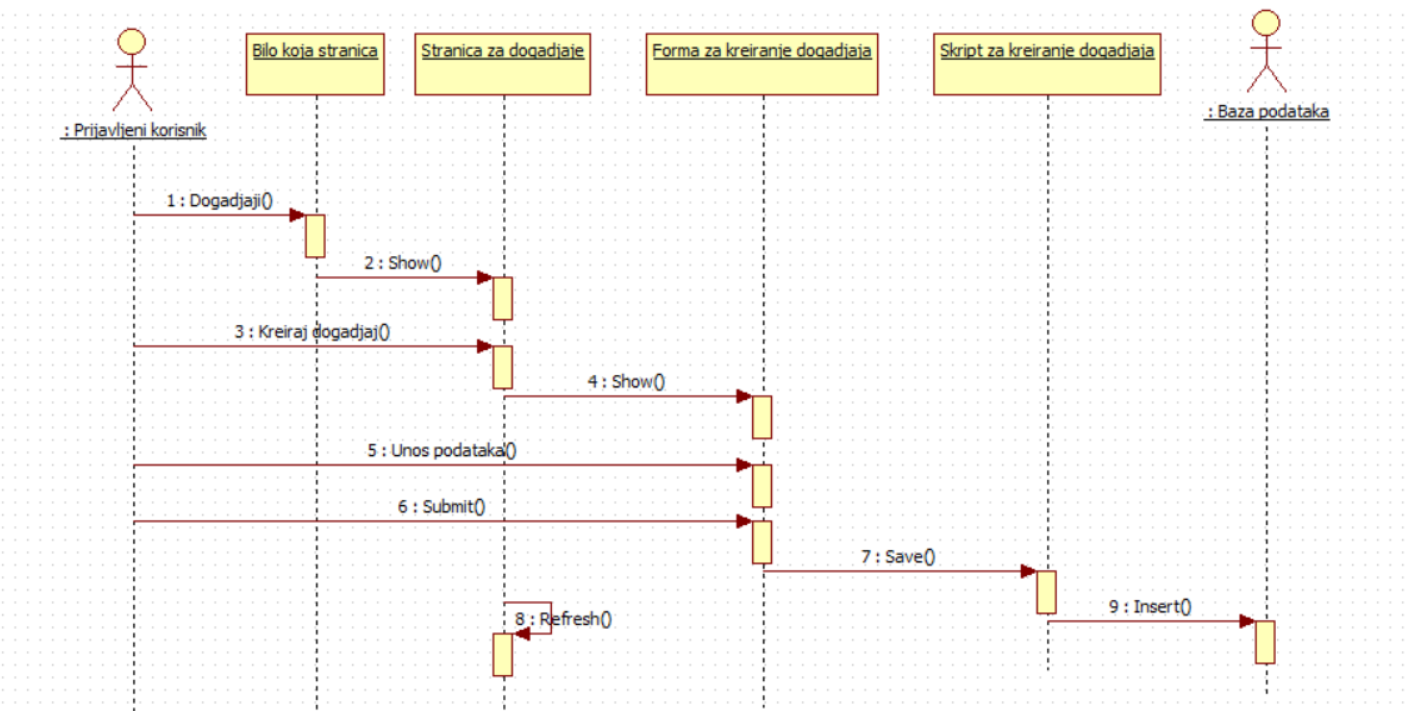 Bilo koja stranica
Stranica za dogadjaje
Forma za kreiranje dogadjaja
Skript za kreiranje dogadjaja
: Prijavljeni korisnik
: Baza podataka
1 : Dogadjaji()
2 : Show()
3 : Kreiraj dogadjaj()
4 : Show()
5 : Unos podataka()
6 : Submit()
7 : Save()
8 : Refresh()
9 : Insert()